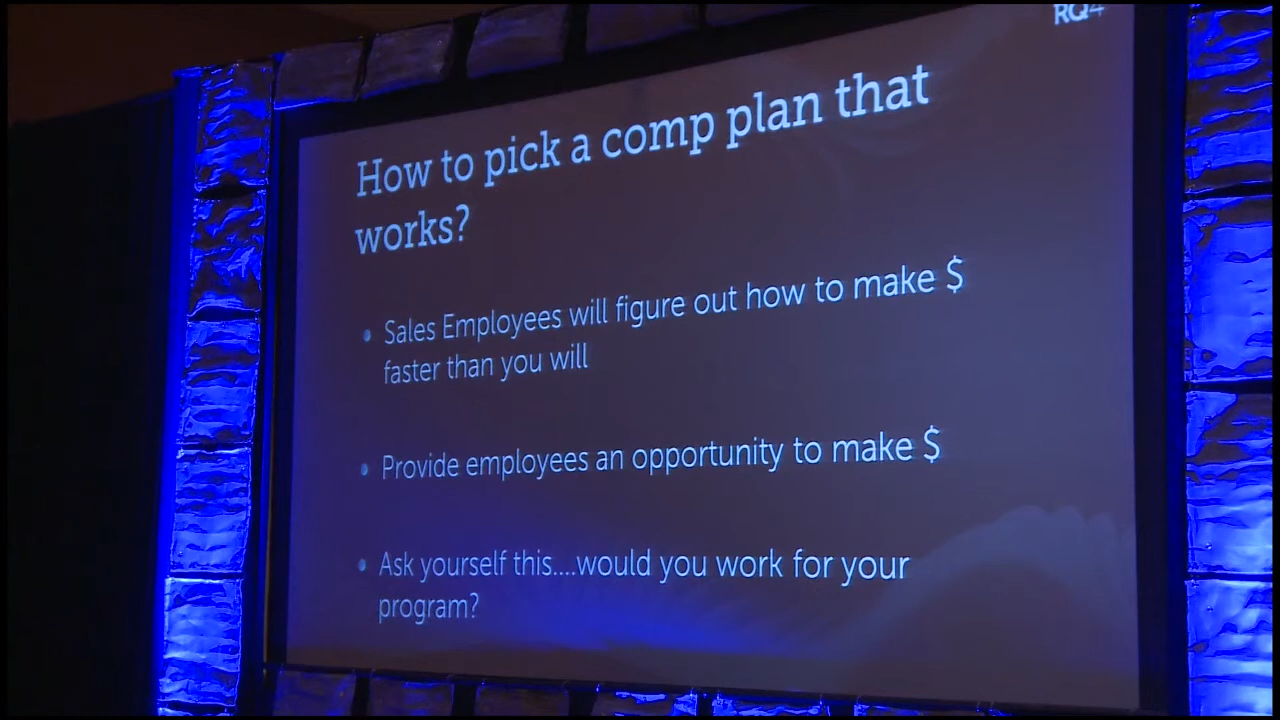 RQ4
How to pick a comp plan that
works?
• Sales Employees will figure out how to make $
faster than you will
• Provide employees an opportunity to make $
• Ask yourself this....would you work for your
program?